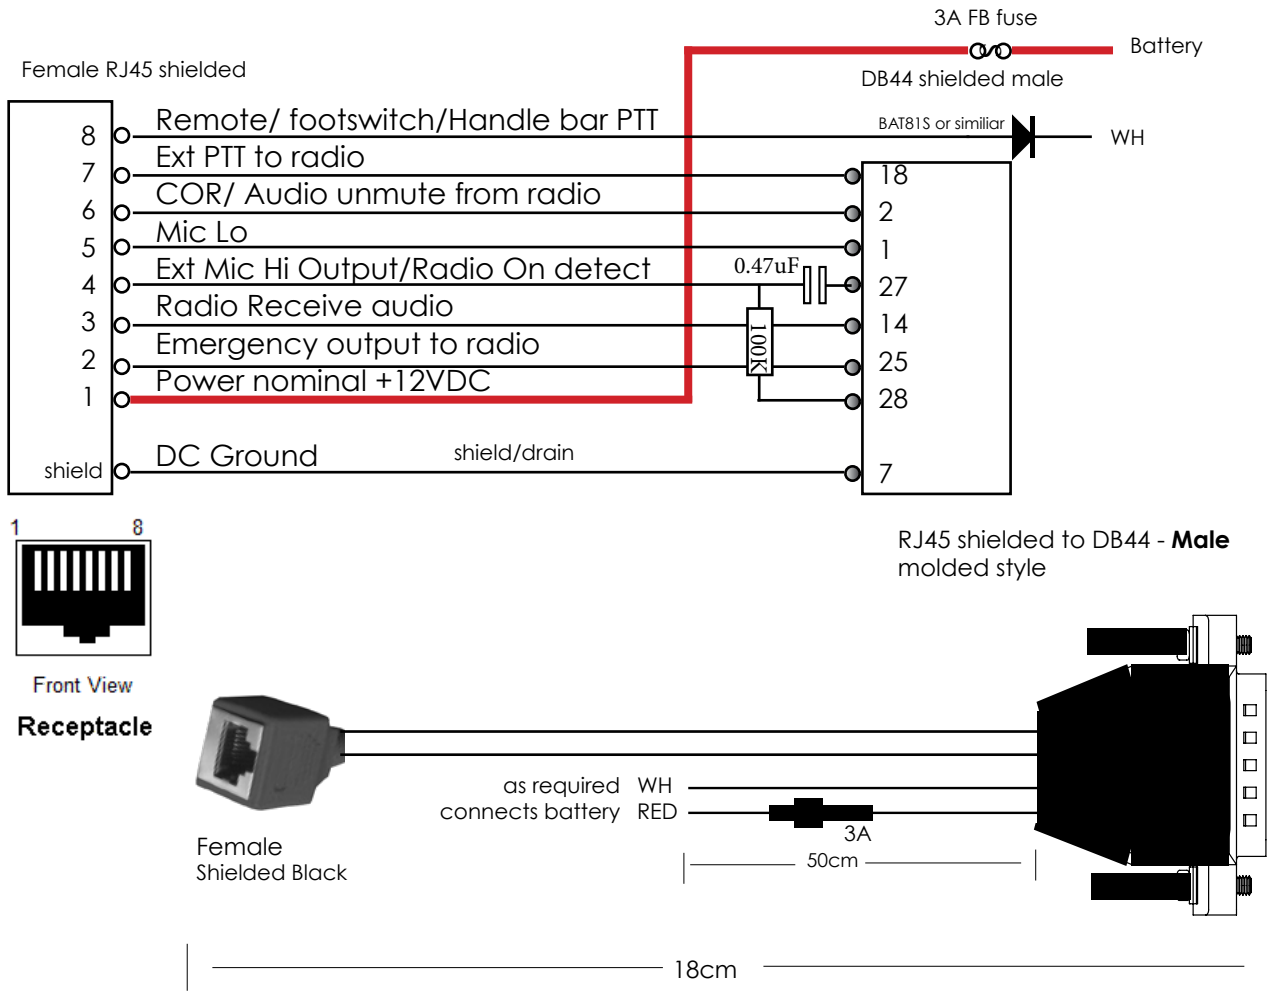 3A FB fuse
Battery
Female RJ45 shielded
DB44 shielded male
8 Remote/ footswitch/Handle bar PTT
BAT81S or similiar
WH
7 Ext PTT to radio 18
6 COR/ Audio unmute from radio 2
5 Mic Lo 1
4 Ext Mic Hi Output/Radio On detect 0.47uF 27
3 Radio Receive audio 14
100K
2 Emergency output to radio 25
1 Power nominal +12VDC 28
shield DC Ground shield/drain 7
1 8
Front View
Receptacle
RJ45 shielded to DB44 - Male
molded style
as required WH
connects battery RED
3A
50cm
Female
Shielded Black
18cm